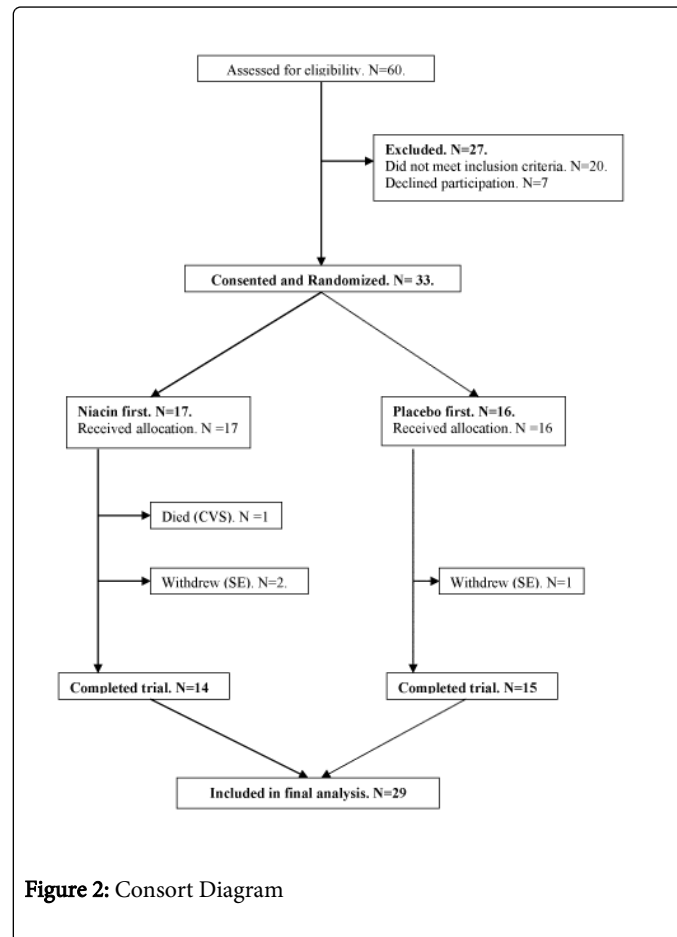 Assessed for eligibility. N=60.
Excluded. N=27.
Did not meet inclusion criteria. N=20.
Declined participation. N=7
Consented and Randomized. N= 33.
Niacin first. N=17.
Received allocation. N =17
Placebo first. N=16.
Received allocation. N =16
Died (CVS). N =1
Withdrew (SE). N=2.
Withdrew (SE). N=1
Completed trial. N=14
Completed trial. N=15
Included in final analysis. N=29
Figure 2: Consort Diagram